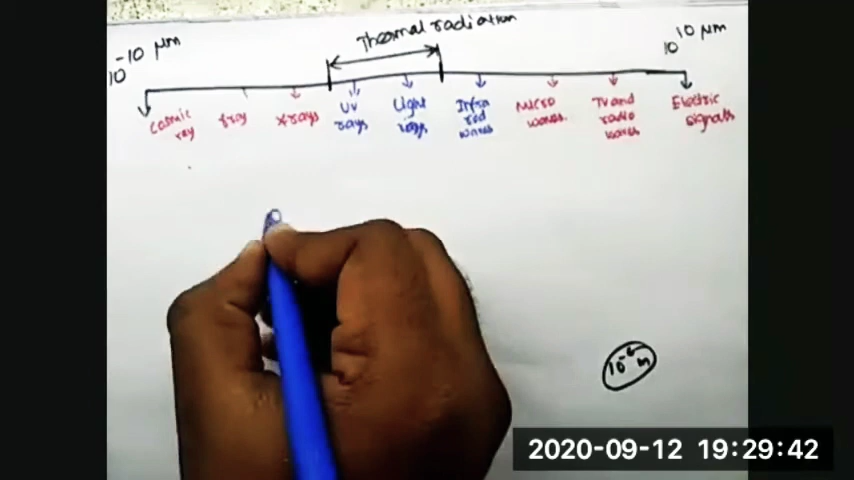 Thermal radiation
10^-10 μm
10^10 μm
Cosmic ray
γray
X-rays
UV rays
Light rays
Infra red waves
Micro waves
TV and radio waves
Electric signals
10^-6 m
2020-09-12 19:29:42